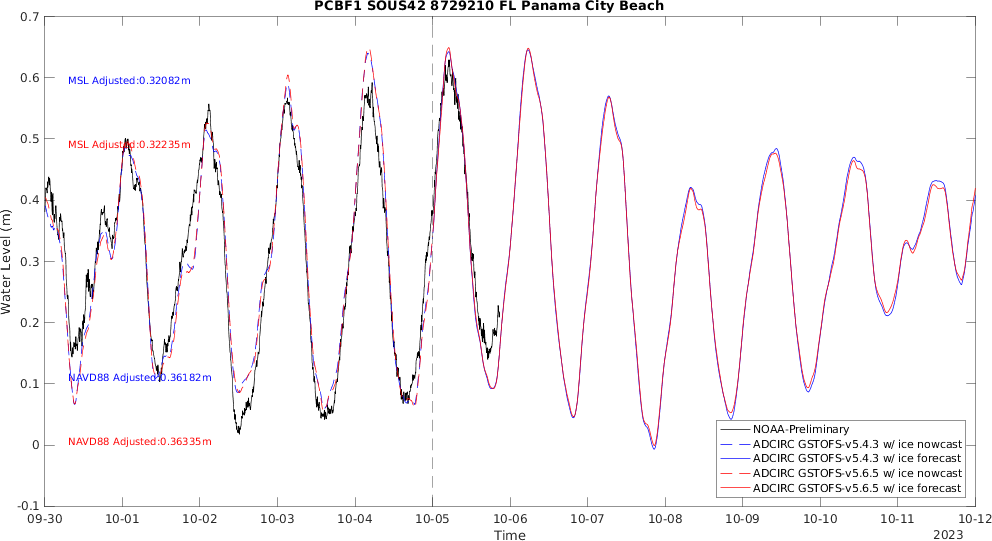 PCBF1 SOUS42 8729210 FL Panama City Beach
0.7
0.6
0.5
0.4
0.3
0.2
0.1
0
-0.1
Water Level (m)
MSL Adjusted:0.32082m
MSL Adjusted:0.32235m
NAVD88 Adjusted:0.36182m
NAVD88 Adjusted:0.36335m
NOAA-Preliminary
ADCIRC GSTOFS-v5.4.3 w/ ice nowcast
ADCIRC GSTOFS-v5.4.3 w/ ice forecast
ADCIRC GSTOFS-v5.6.5 w/ ice nowcast
ADCIRC GSTOFS-v5.6.5 w/ ice forecast
09-30 10-01 10-02 10-03 10-04 10-05 10-06 10-07 10-08 10-09 10-10 10-11 10-12
Time
2023